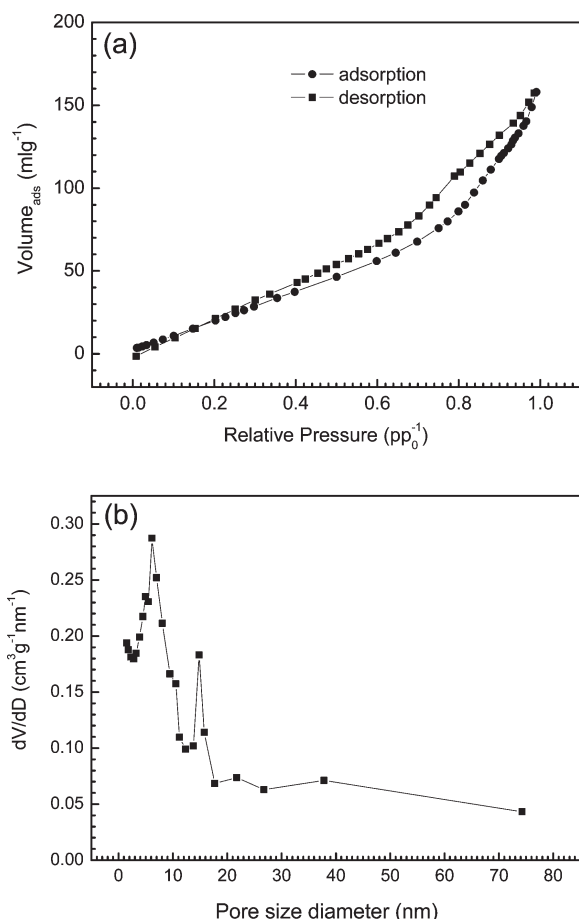 (a)
200
150
100
50
0
Volume_ads (mlg^-1)
adsorption
desorption
0.0 0.2 0.4 0.6 0.8 1.0
Relative Pressure (pp_0^-1)
(b)
0.30
0.25
0.20
0.15
0.10
0.05
0.00
dV/dD (cm^3g^-1nm^-1)
0 10 20 30 40 50 60 70 80
Pore size diameter (nm)